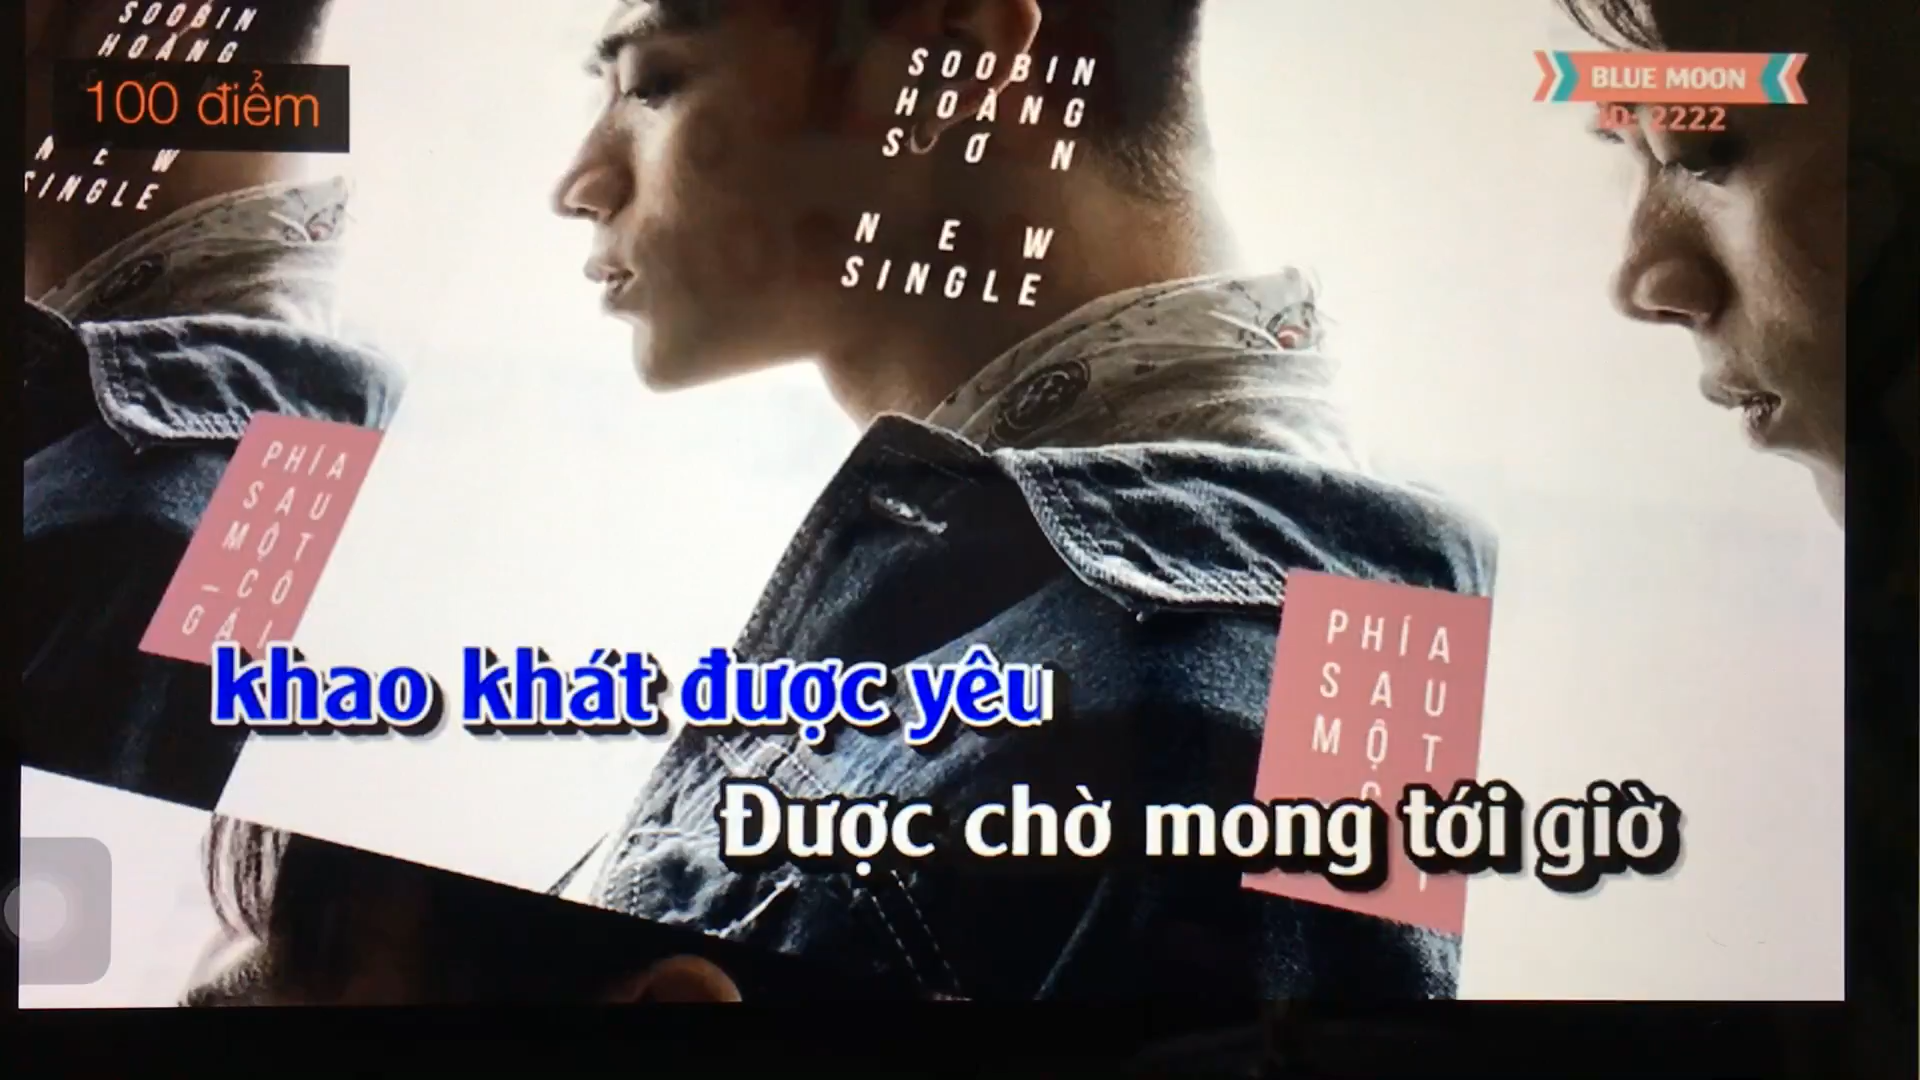 SOOBIN
HOÀNG
100 điểm
NEW
SINGLE
SOOBIN
HOÀNG
SƠN
NEW
SINGLE
BLUE MOON
ID: 2222
PHÍA
SAU
MỘT
_CÔ
GÁI
PHÍA
SAU
MỘT
khao khát được yêu
Được chờ mong tới giờ